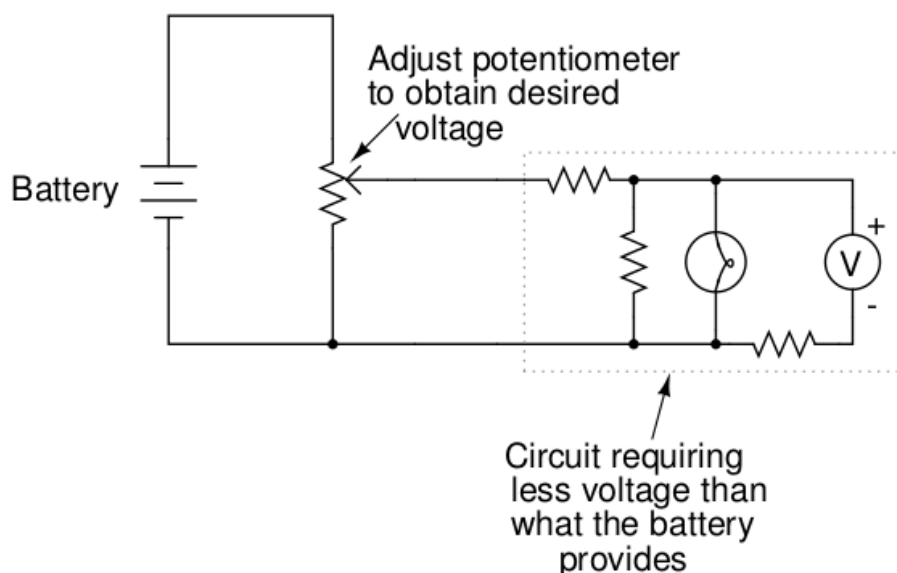 Adjust potentiometer
to obtain desired
voltage
Battery
+
V
-
Circuit requiring
less voltage than
what the battery
provides